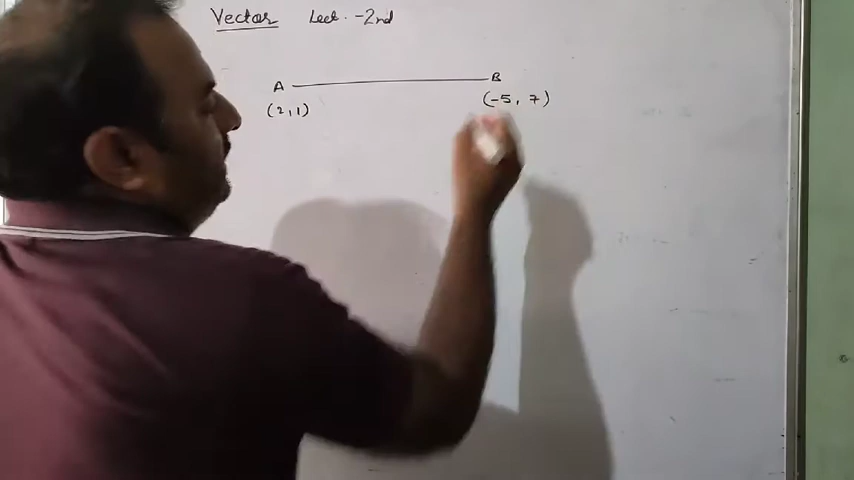 Vector Lect. -2nd
A B
(2,1) (-5, 7)